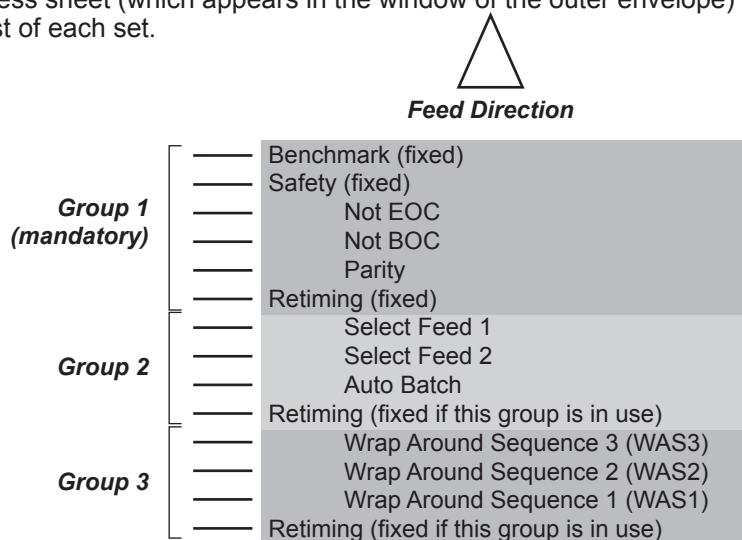 ess sheet (which appears in the window of the outer envelope)
st of each set.
Feed Direction
Group 1
(mandatory)
Benchmark (fixed)
Safety (fixed)
Not EOC
Not BOC
Parity
Retiming (fixed)
Group 2
Select Feed 1
Select Feed 2
Auto Batch
Retiming (fixed if this group is in use)
Group 3
Wrap Around Sequence 3 (WAS3)
Wrap Around Sequence 2 (WAS2)
Wrap Around Sequence 1 (WAS1)
Retiming (fixed if this group is in use)